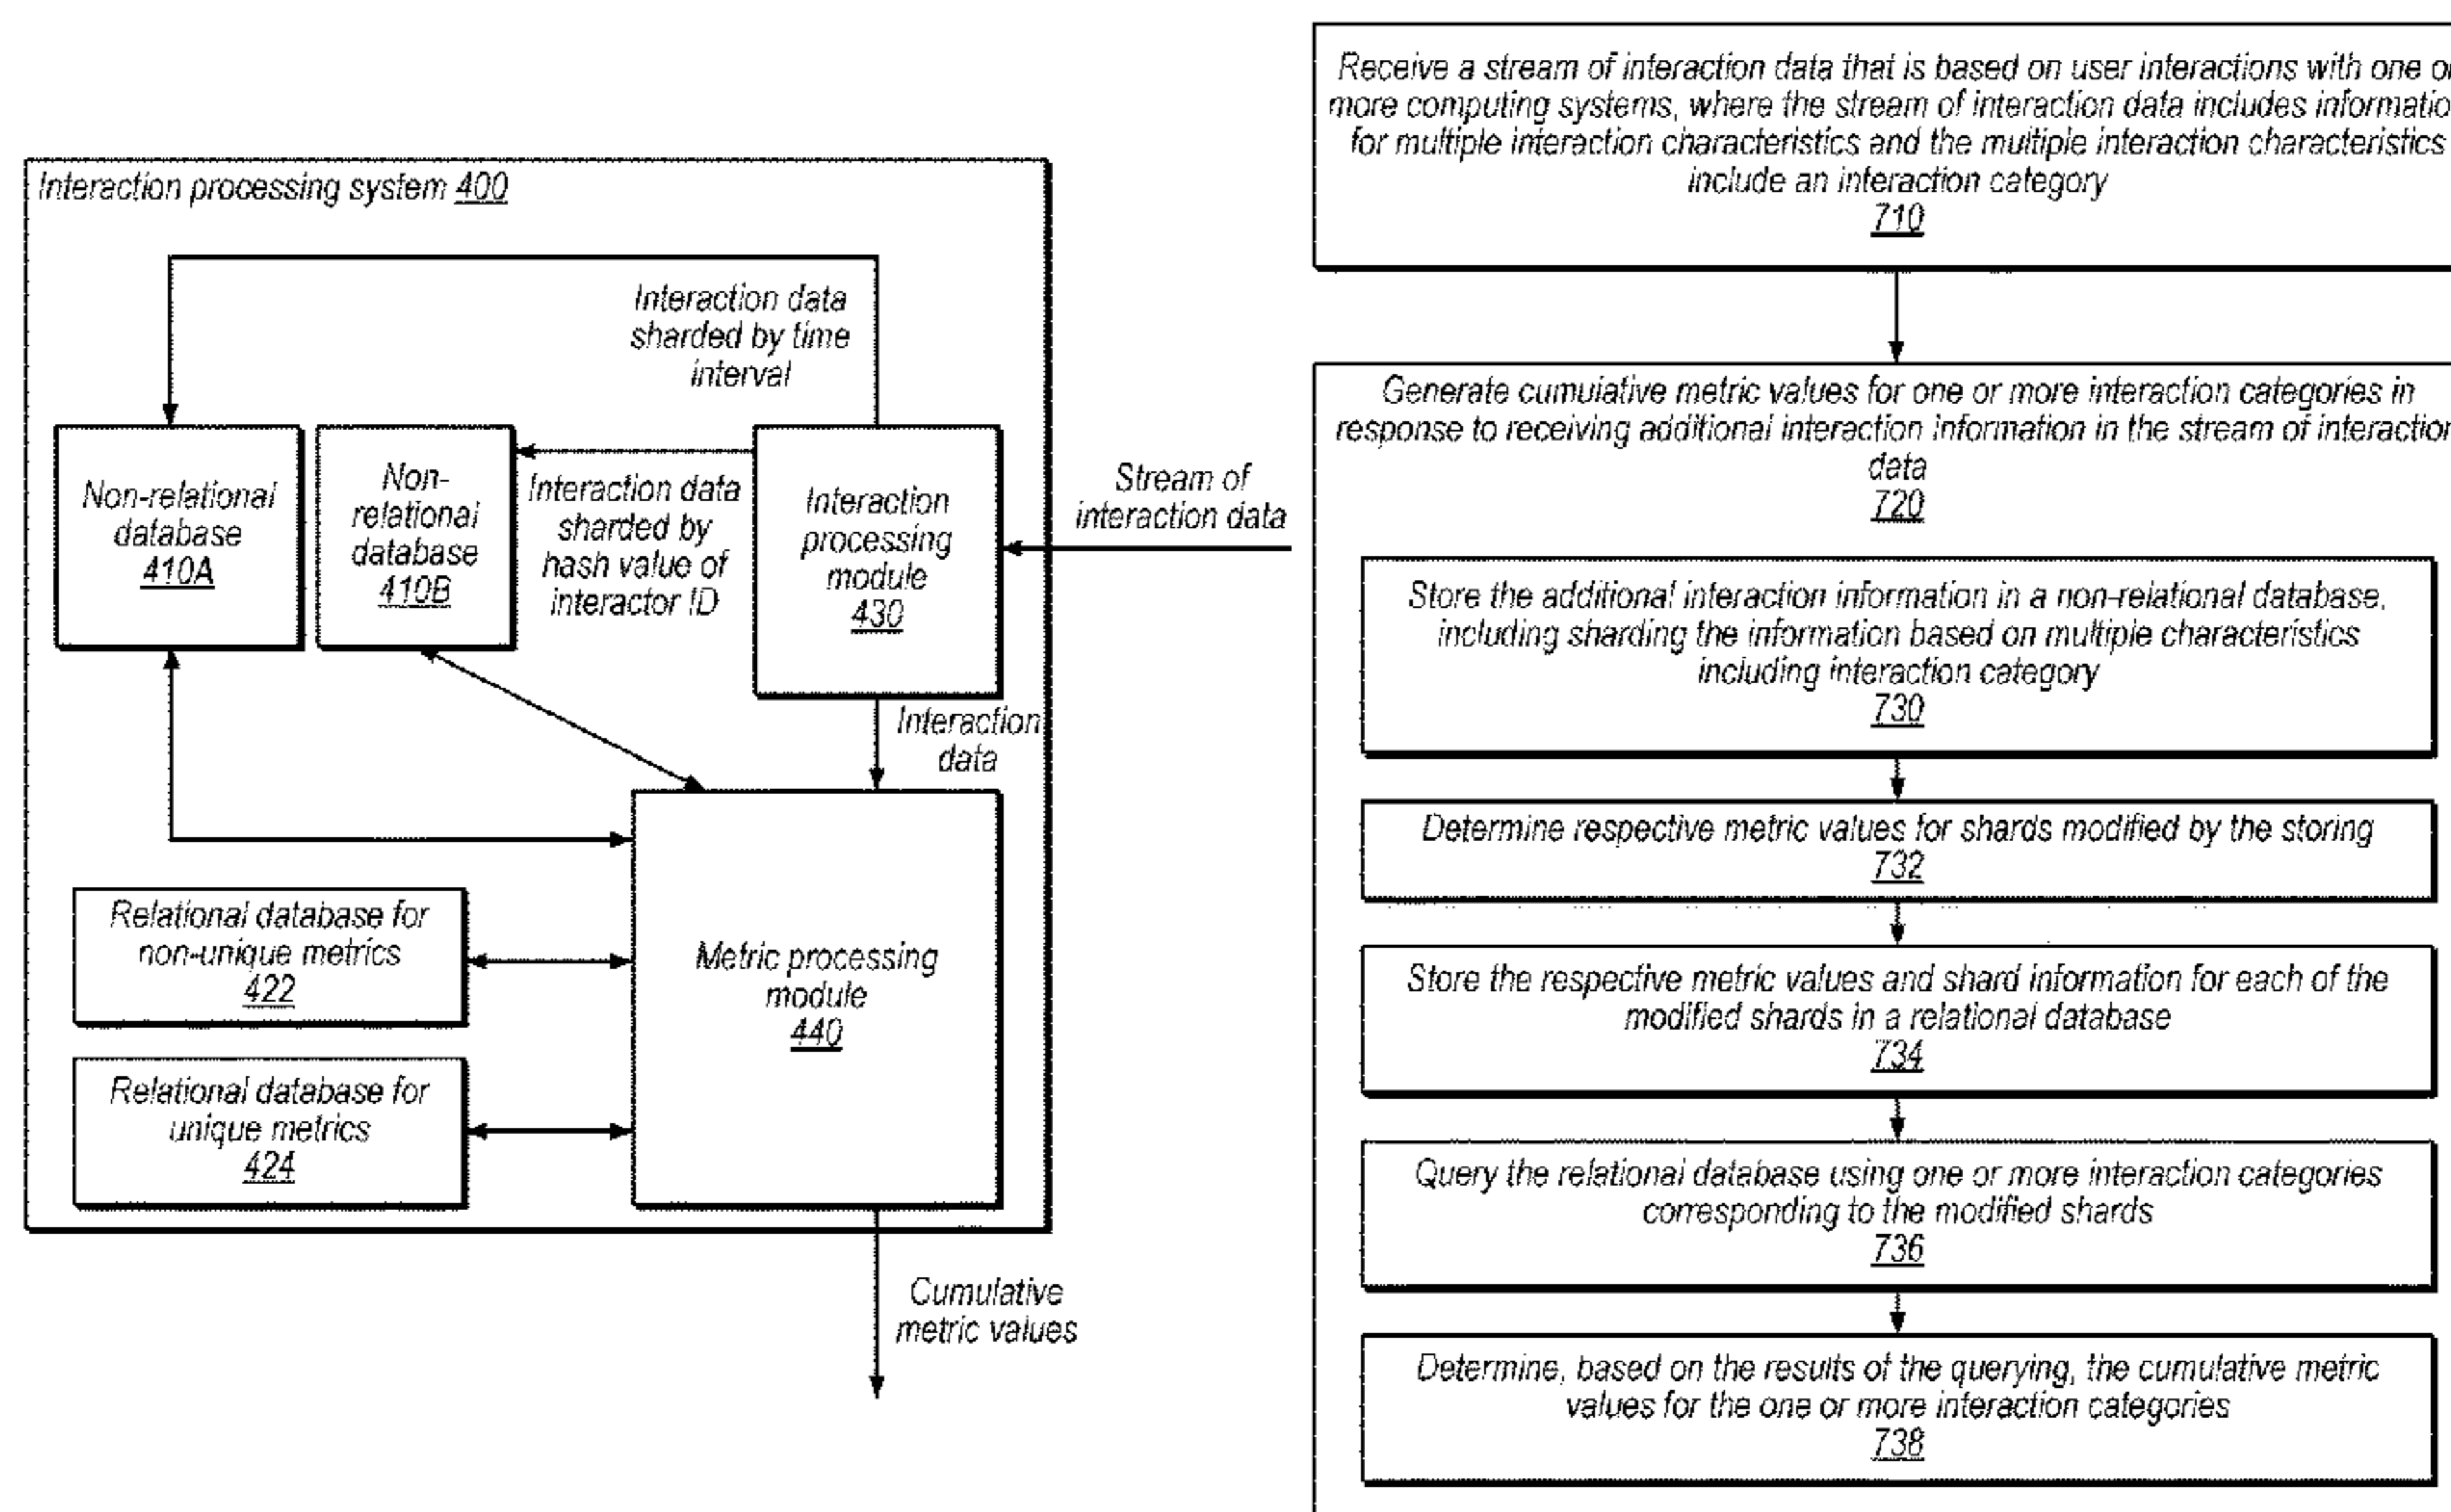 Interaction processing system 400
Interaction data
sharded by time
interval
Non-relational
database
410A
Non-
relational
database
410B
Interaction data
sharded by
hash value of
interactor ID
Interaction
processing
module
430
Stream of
interaction data
Interaction
data
Relational database for
non-unique metrics
422
Relational database for
unique metrics
424
Metric processing
module
440
Cumulative
metric values
Receive a stream of interaction data that is based on user interactions with one or
more computing systems, where the stream of interaction data includes informatio
for multiple interaction characteristics and the multiple interaction characteristics
include an interaction category
710
Generate cumulative metric values for one or more interaction categories in
response to receiving additional interaction information in the stream of interaction
data
720
Store the additional interaction information in a non-relational database,
including sharding the information based on multiple characteristics
including interaction category
730
Determine respective metric values for shards modified by the storing
732
Store the respective metric values and shard information for each of the
modified shards in a relational database
734
Query the relational database using one or more interaction categories
corresponding to the modified shards
736
Determine, based on the results of the querying, the cumulative metric
values for the one or more interaction categories
738